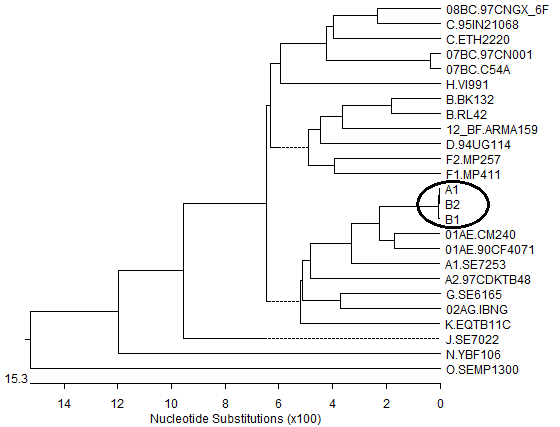 08BC.97CNGX_6F
C.95IN21068
C.ETH2220
07BC.97CN001
07BC.C54A
H.VI991
B.BK132
B.RL42
12_BF.ARMA159
D.94UG114
F2.MP257
F1.MP411
A1
B2
B1
01AE.CM240
01AE.90CF4071
A1.SE7253
A2.97CDKTB48
G.SE6165
02AG.IBNG
K.EQTB11C
J.SE7022
N.YBF106
O.SEMP1300
15.3
14 12 10 8 6 4 2 0
Nucleotide Substitutions (x100)